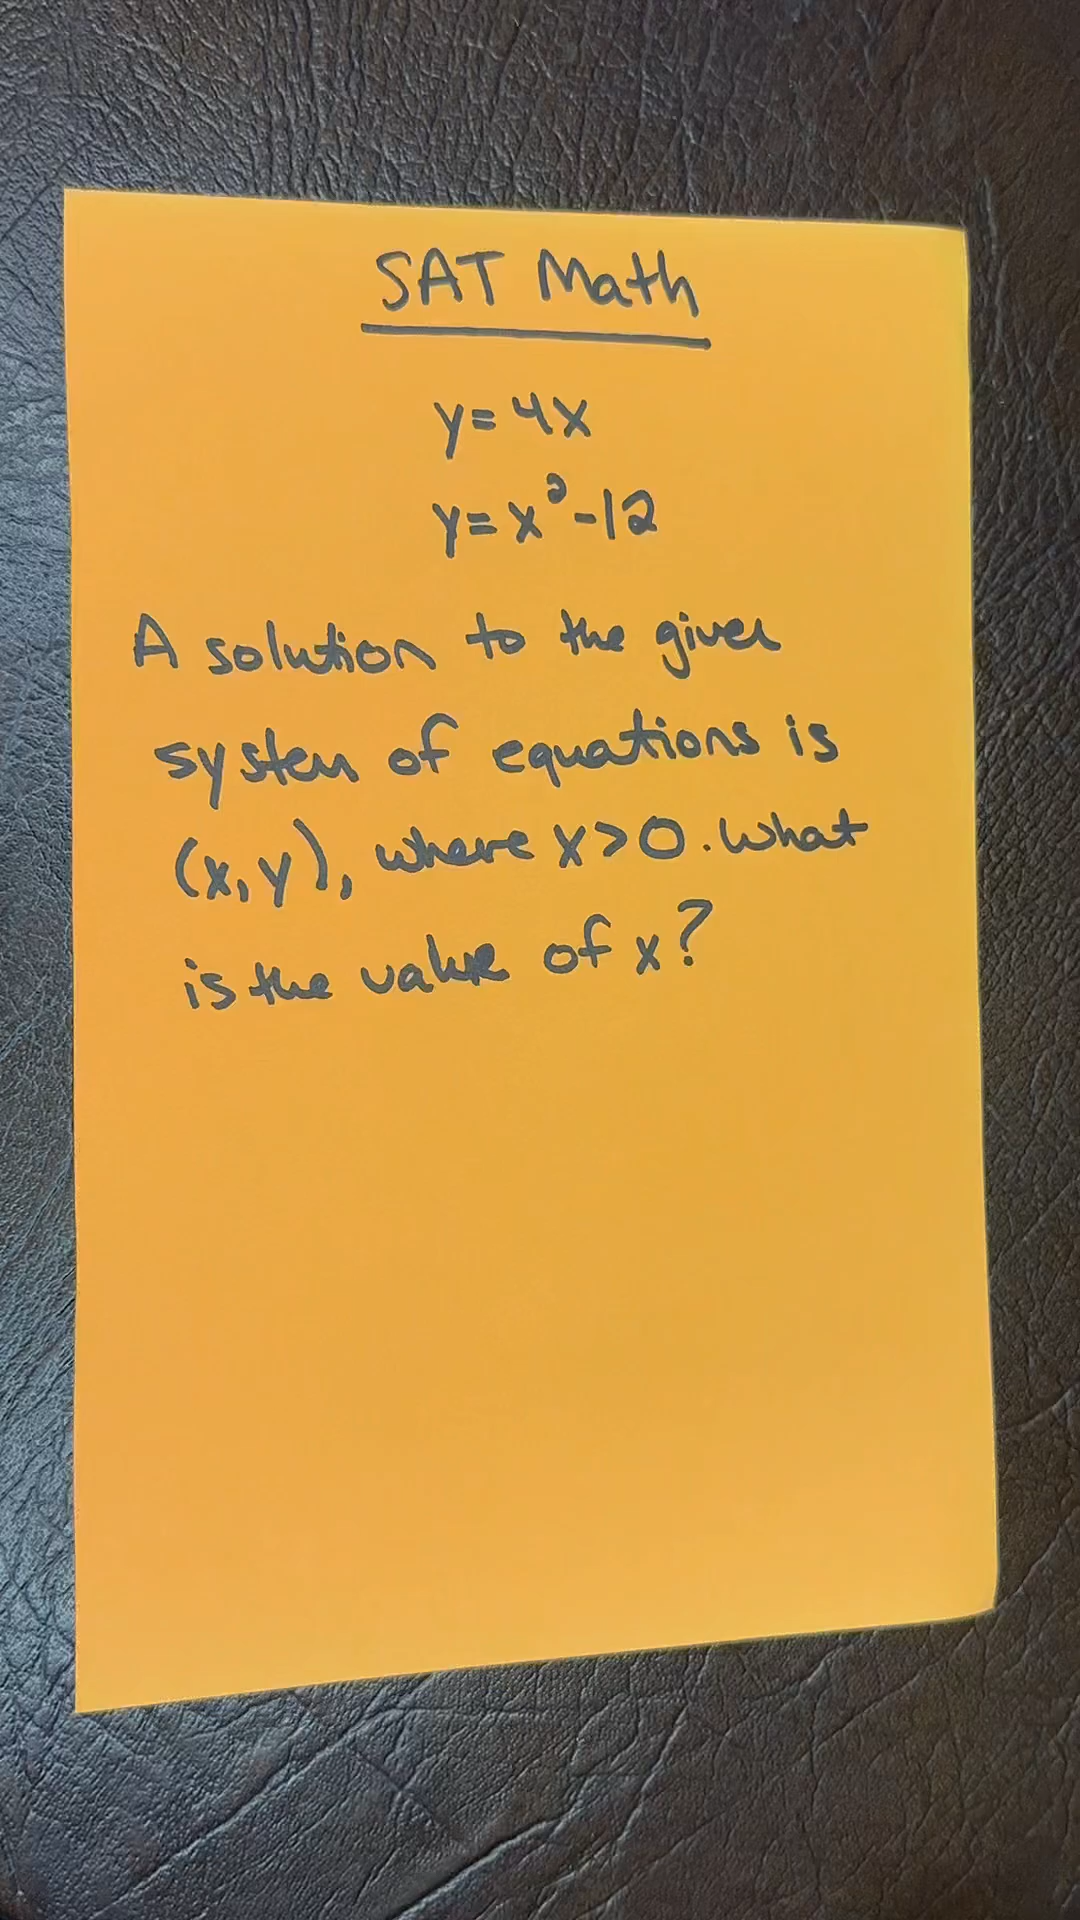 SAT Math
y=4x
y=x²-12
A solution to the given
system of equations is
(x,y), where x>0. What
is the value of x?